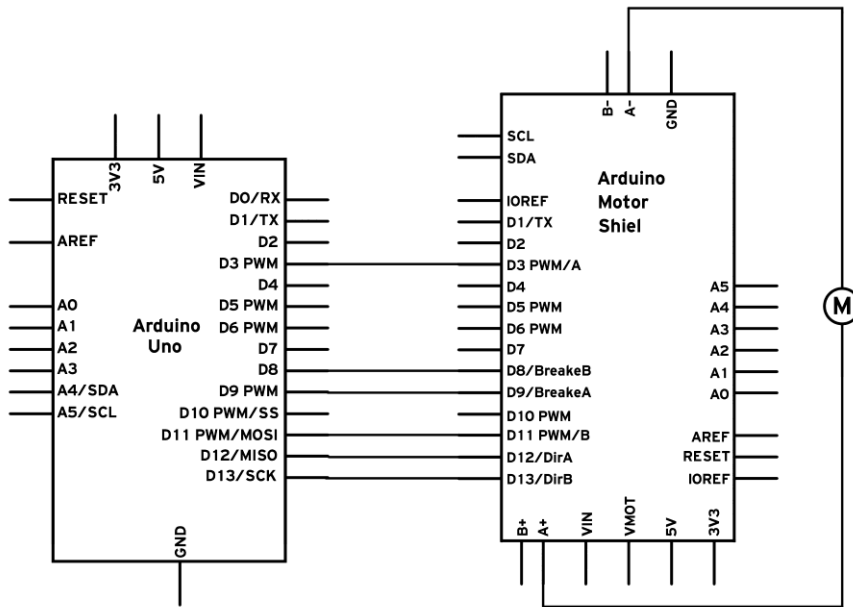 3V3
5V
VIN
RESET
AREF
A0
A1
A2
A3
A4/SDA
A5/SCL
Arduino
Uno
D0/RX
D1/TX
D2
D3 PWM
D4
D5 PWM
D6 PWM
D7
D8
D9 PWM
D10 PWM/SS
D11 PWM/MOSI
D12/MISO
D13/SCK
GND
B-
A-
GND
SCL
SDA
IOREF
D1/TX
D2
D3 PWM/A
D4
D5 PWM
D6 PWM
D7
D8/BreakeB
D9/BreakeA
D10 PWM
D11 PWM/B
D12/DirA
D13/DirB
Arduino
Motor
Shiel
A5
A4
A3
A2
A1
A0
AREF
RESET
IOREF
B+
A+
VIN
VMOT
5V
3V3
M